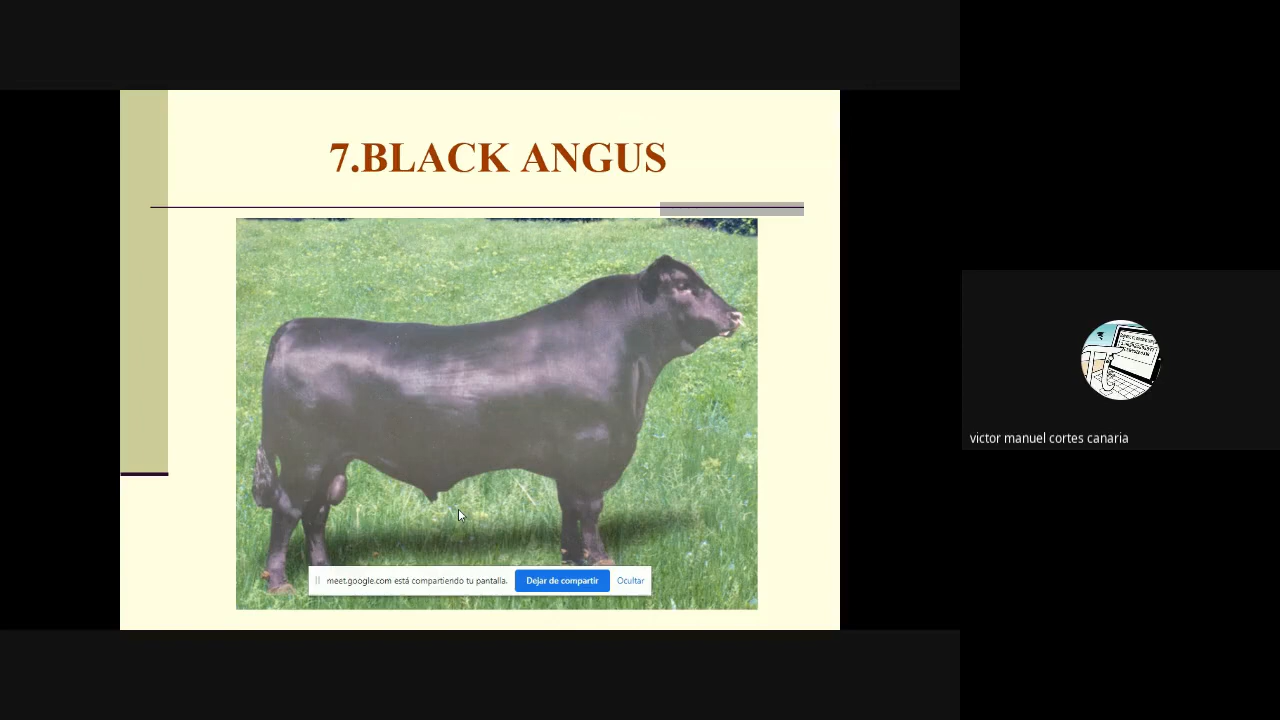 7.BLACK ANGUS
meet.google.com está compartiendo tu pantalla.
Dejar de compartir
Ocultar
victor manuel cortes canaria